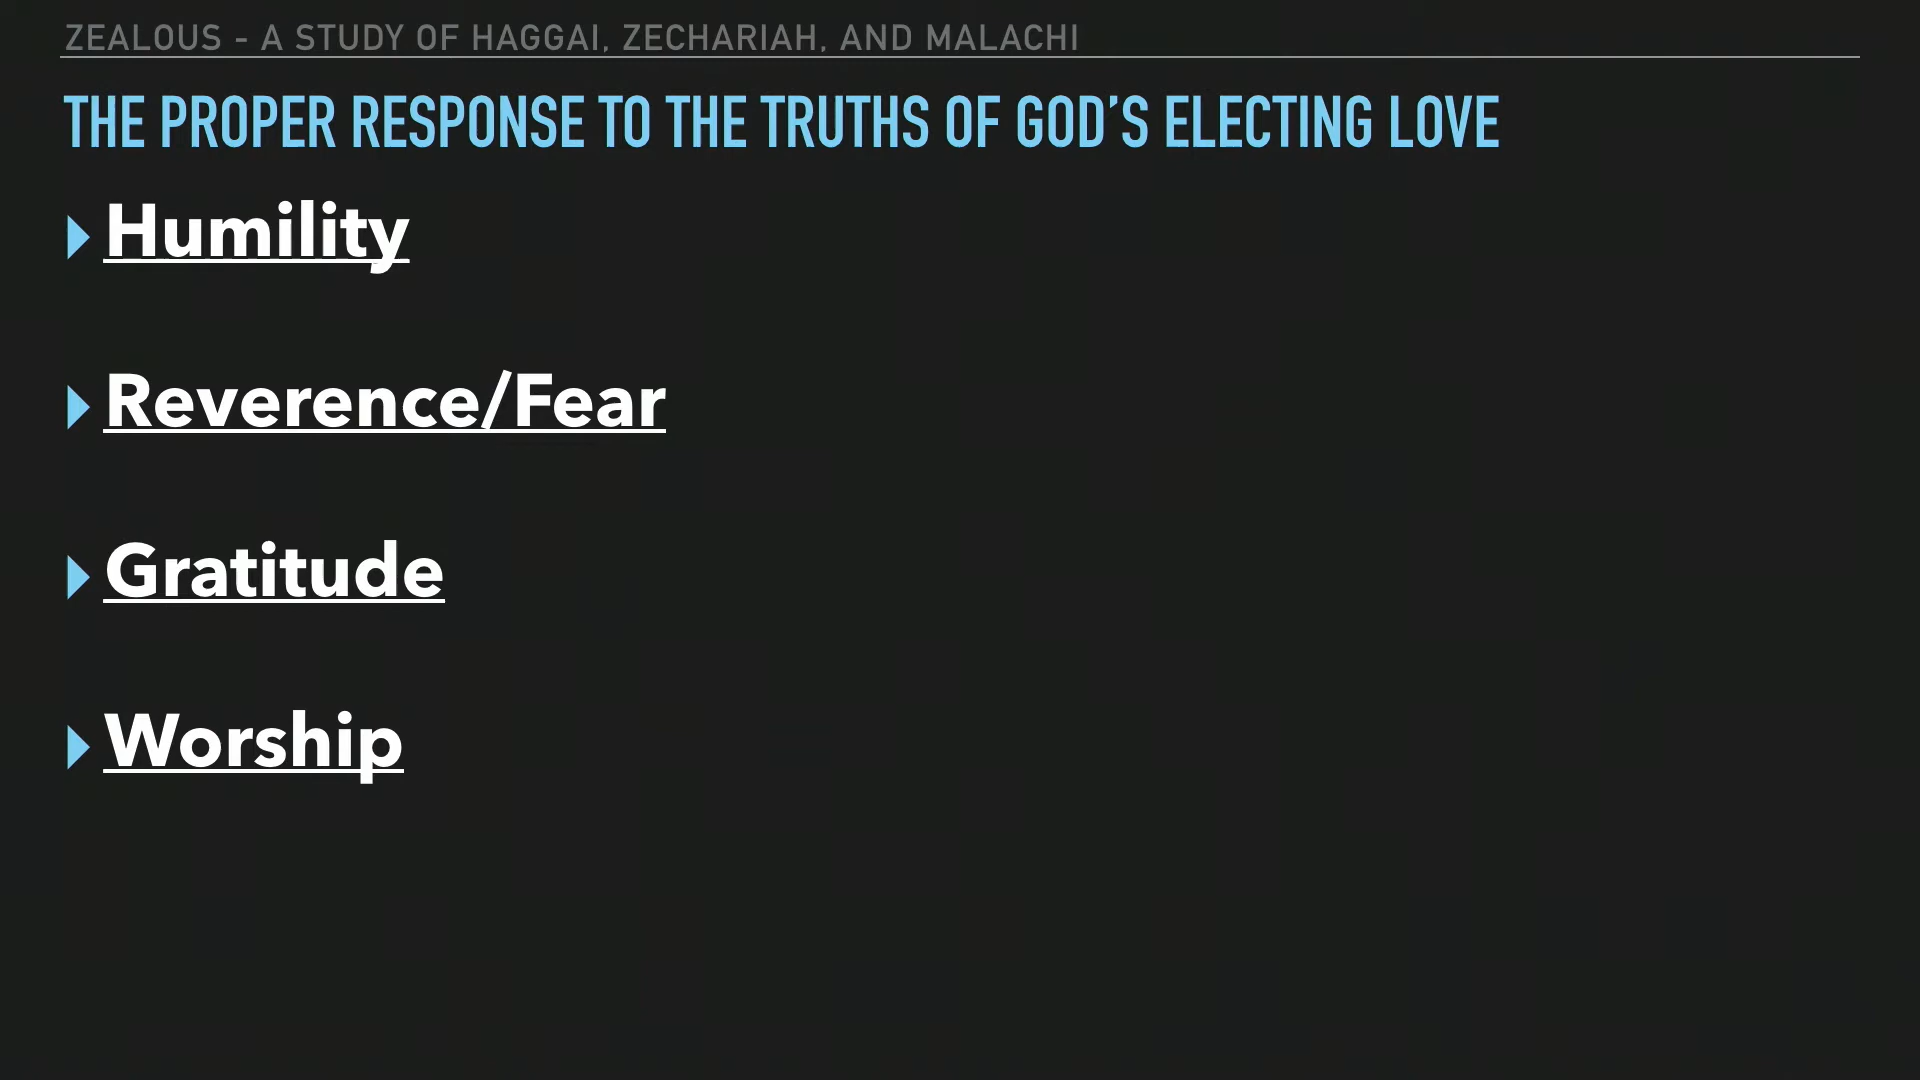 ZEALOUS - A STUDY OF HAGGAI, ZECHARIAH, AND MALACHI
THE PROPER RESPONSE TO THE TRUTHS OF GOD’S ELECTING LOVE
Humility
Reverence/Fear
Gratitude
Worship